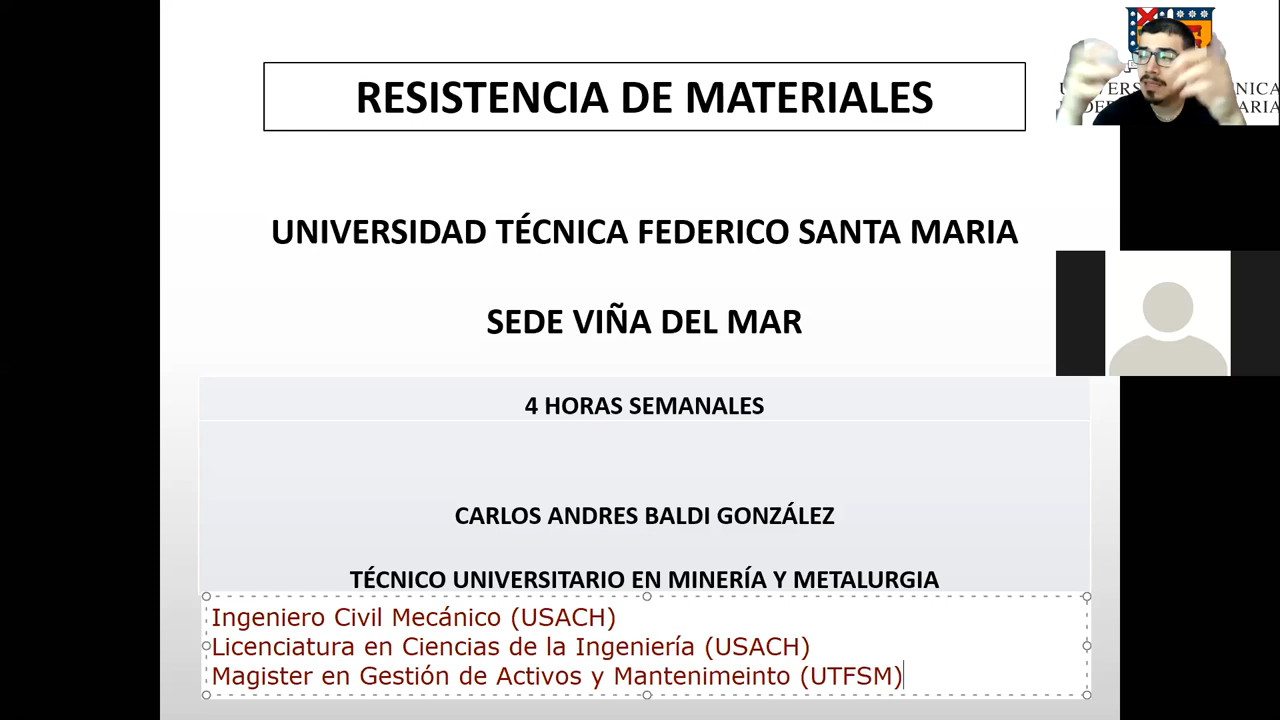 RESISTENCIA DE MATERIALES
UNIVERSIDAD TÉCNICA FEDERICO SANTA MARIA
SEDE VIÑA DEL MAR
4 HORAS SEMANALES
CARLOS ANDRES BALDI GONZÁLEZ
TÉCNICO UNIVERSITARIO EN MINERÍA Y METALURGIA
Ingeniero Civil Mecánico (USACH)
Licenciatura en Ciencias de la Ingeniería (USACH)
Magister en Gestión de Activos y Mantenimeinto (UTFSM)